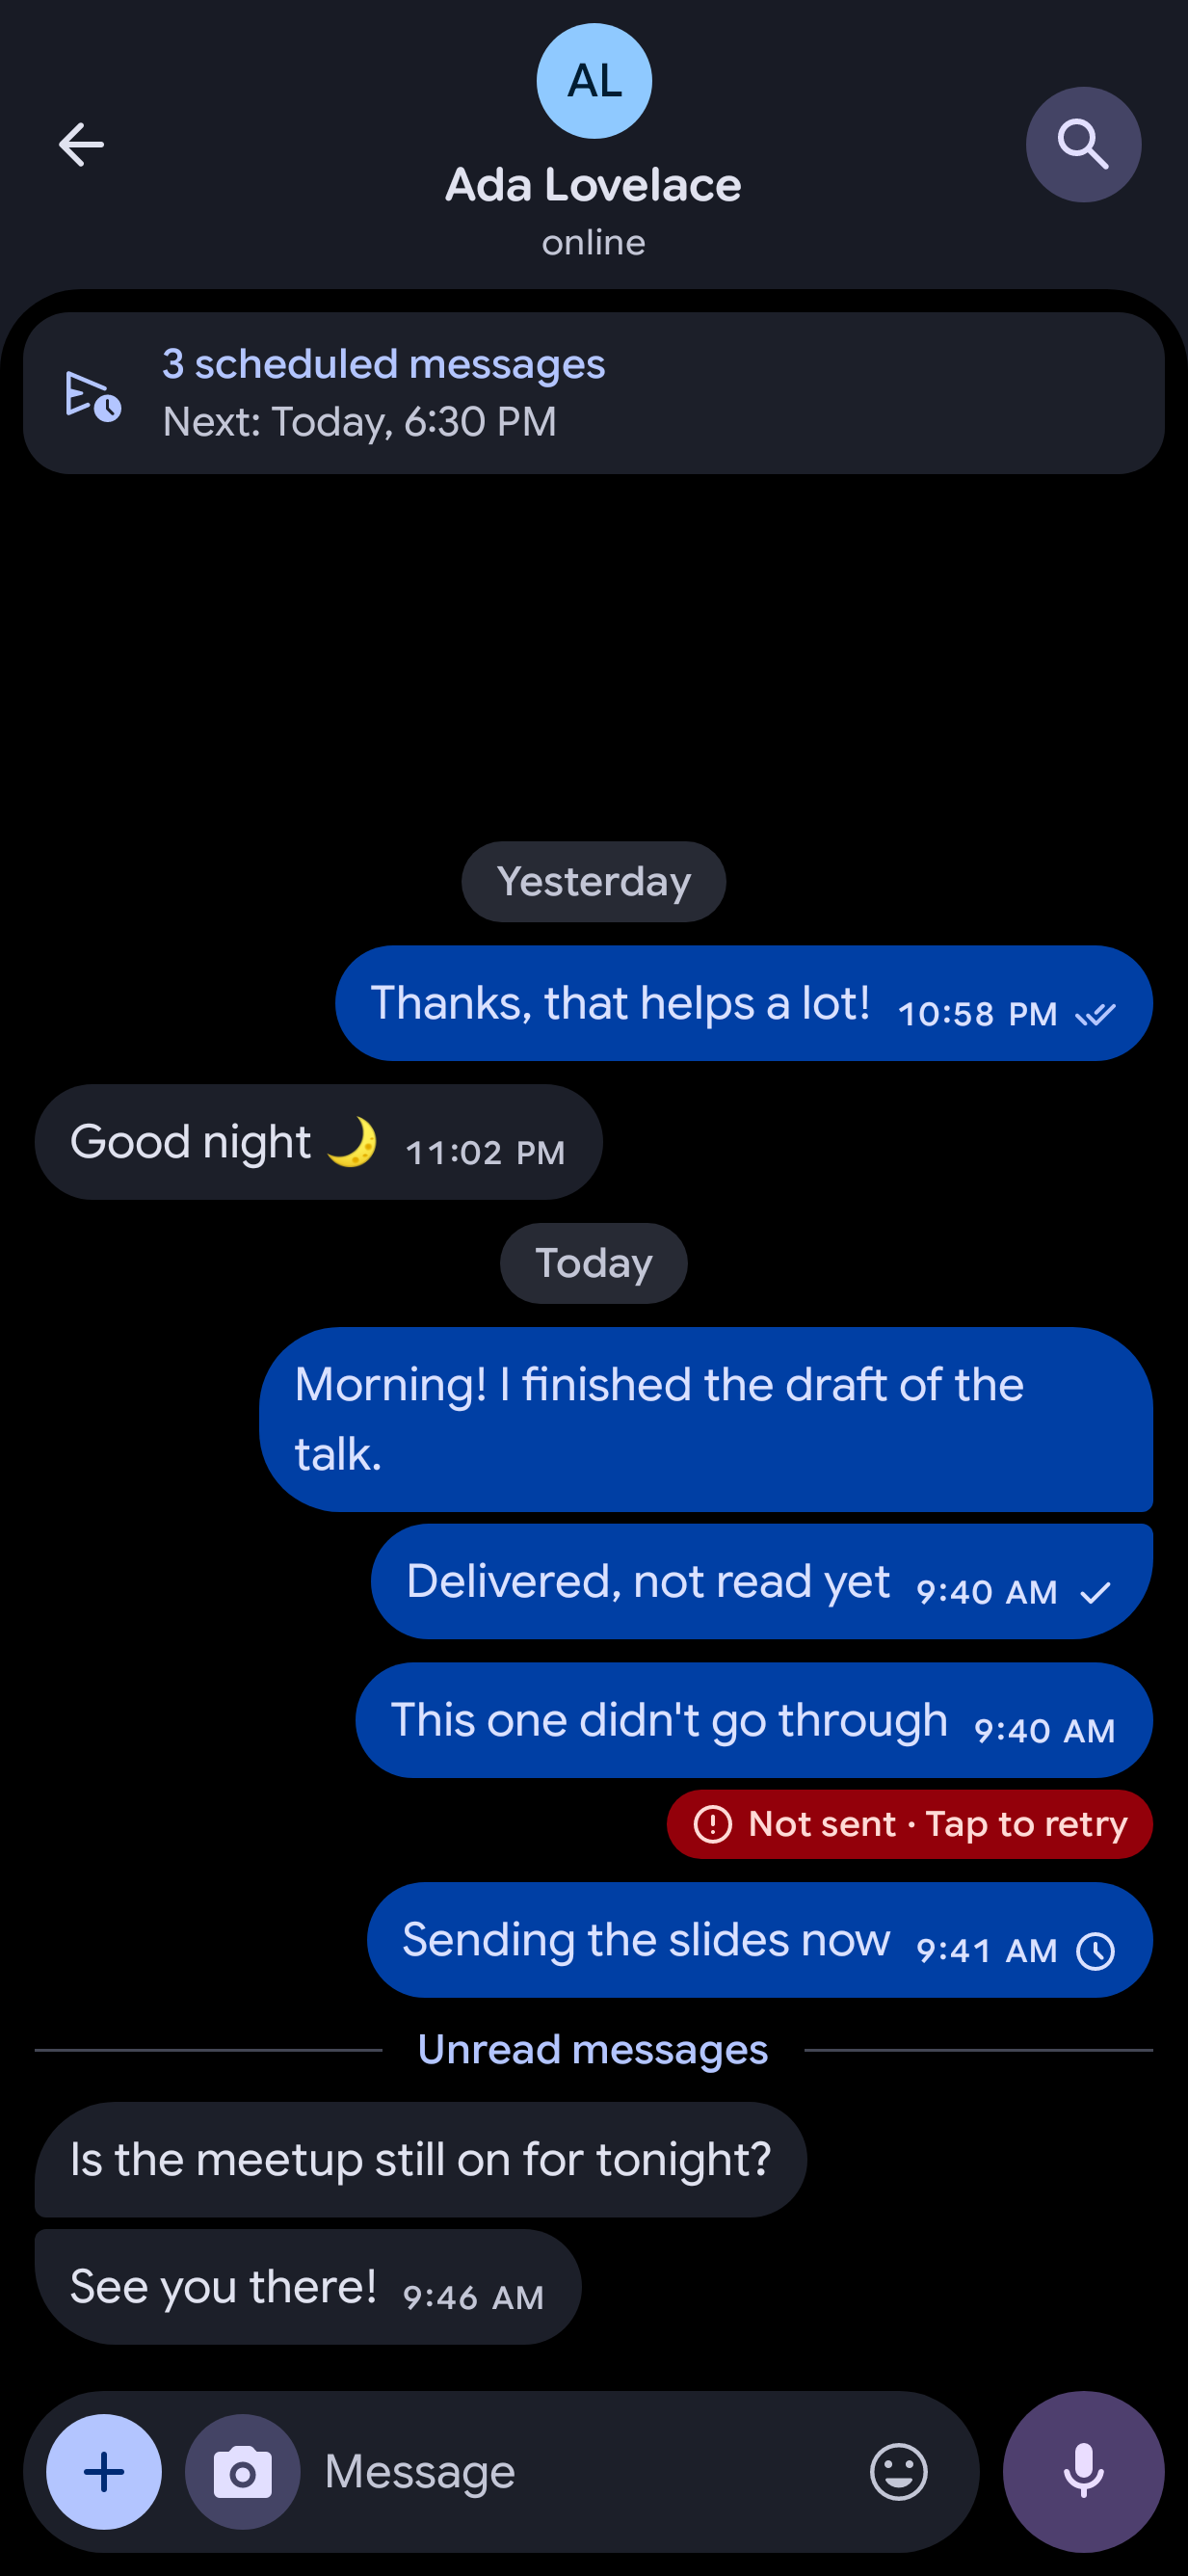 AL
Ada Lovelace
online
3 scheduled messages
Next: Today, 6:30 PM
Yesterday
Thanks, that helps a lot! 10:58 PM
Good night 🌙 11:02 PM
Today
Morning! I finished the draft of the
talk.
Delivered, not read yet 9:40 AM
This one didn't go through 9:40 AM
Not sent · Tap to retry
Sending the slides now 9:41 AM
Unread messages
Is the meetup still on for tonight?
See you there! 9:46 AM
Message